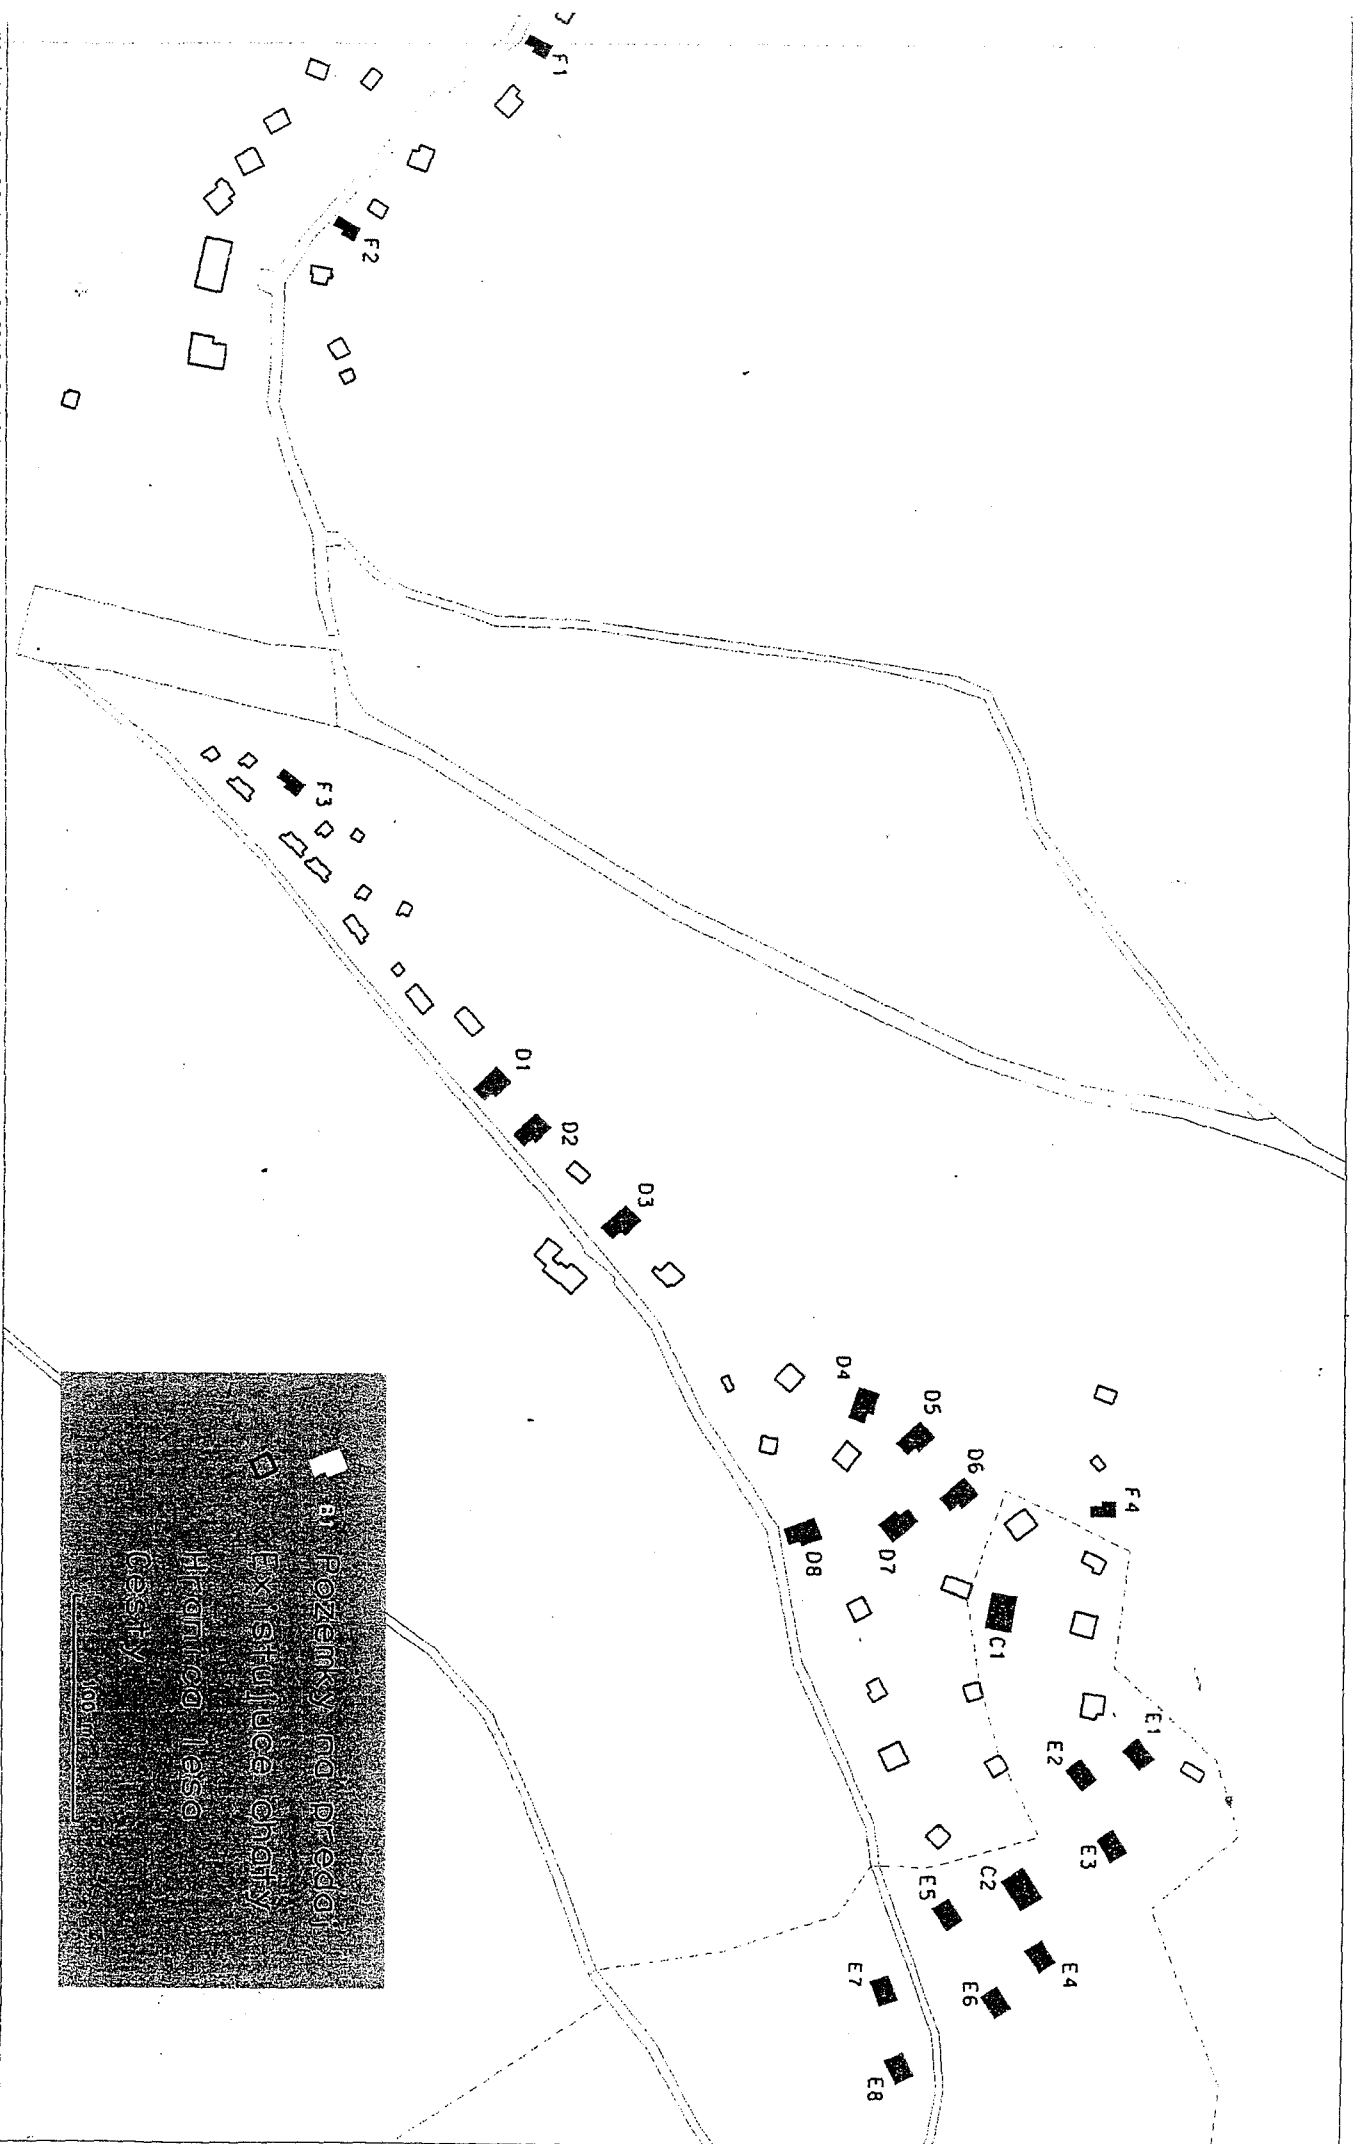 F1
F2
F3
D1
D2
D3
D4
D5
D6
D7
D8
F4
C1
E1
E2
E3
C2
E5
E4
E6
E7
E8
B1 Pozemky na predaj
Existujuce chaty
Hranica lesa
Cesty
100 m